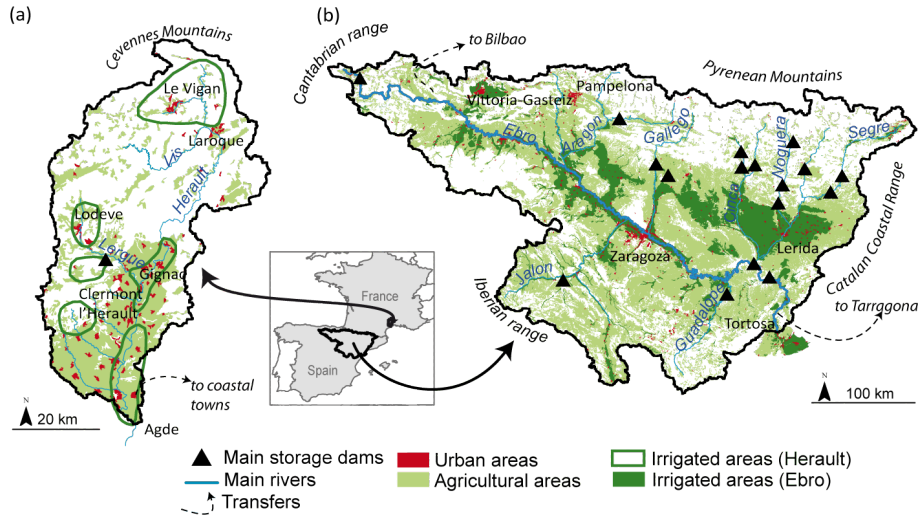 (a)
Cevennes Mountains
Le Vigan
Laroque
Vis
Herault
Lodeve
Lergue
Gignac
Clermont
l'Herault
to coastal
towns
Agde
N
20 km
(b)
Cantabrian range
to Bilbao
Pyrenean Mountains
Vittoria-Gasteiz
Pampelona
Ebro
Aragon
Gallego
Cinca
Noguera
Segre
Zaragoza
Lerida
Catalan Coastal Range
Jalon
Iberian range
Guadalope
Tortosa
to Tarragona
N
100 km
France
Spain
Main storage dams
Main rivers
Transfers
Urban areas
Agricultural areas
Irrigated areas (Herault)
Irrigated areas (Ebro)